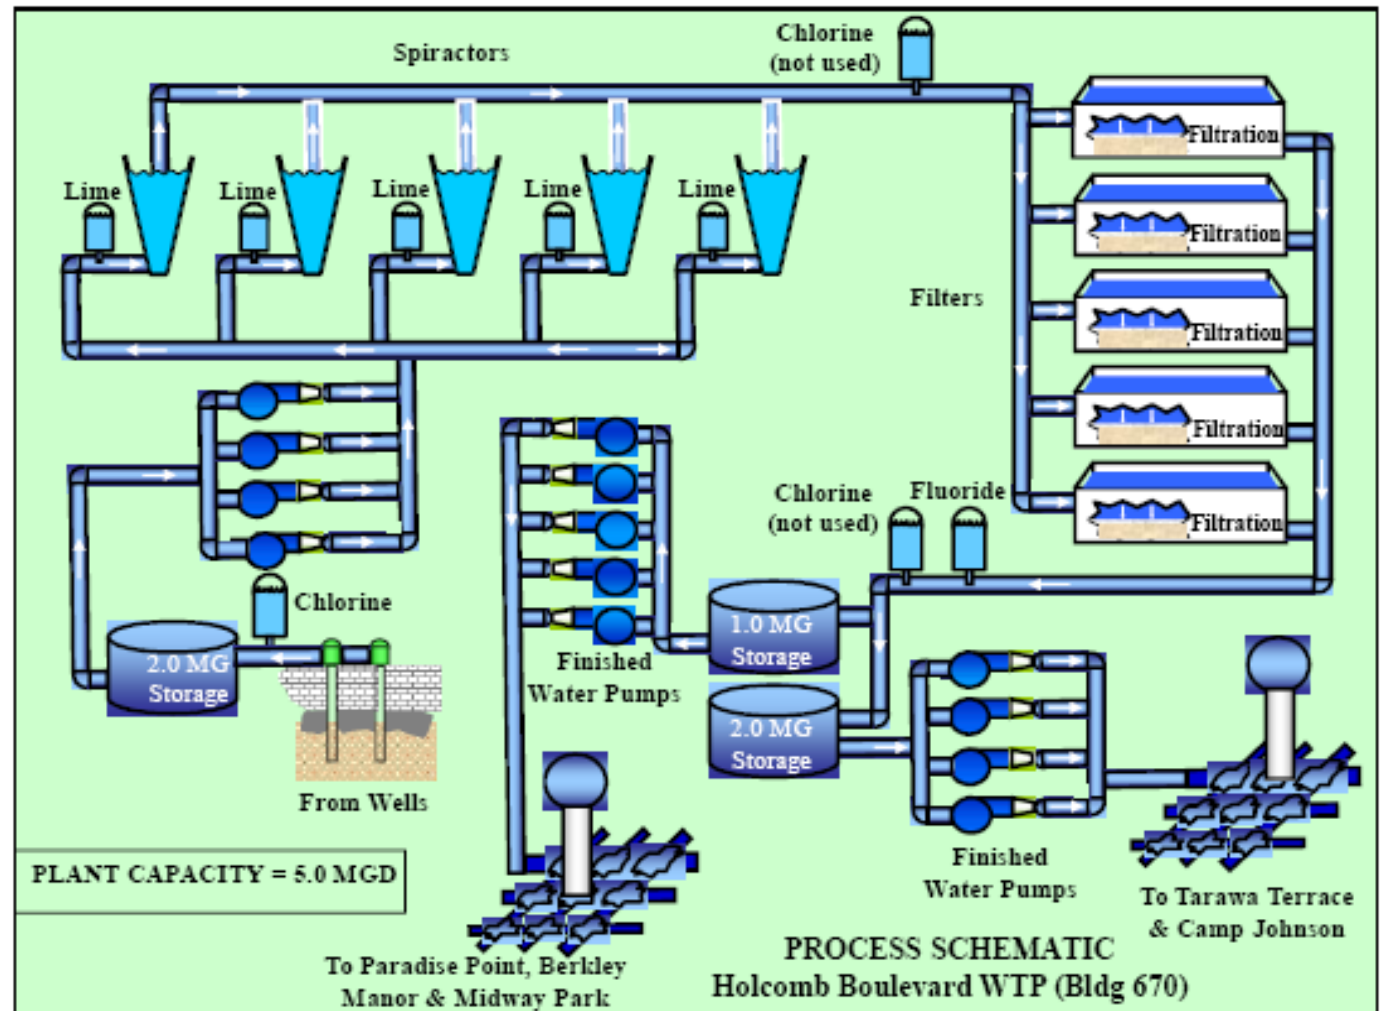 Spiractors
Chlorine
(not used)
Lime
Lime
Lime
Lime
Lime
Filtration
Filtration
Filters
Filtration
Filtration
Filtration
Chlorine
(not used)
Fluoride
Chlorine
2.0 MG
Storage
From Wells
1.0 MG
Storage
Finished
Water Pumps
2.0 MG
Storage
Finished
Water Pumps
PLANT CAPACITY = 5.0 MGD
To Tarawa Terrace
& Camp Johnson
To Paradise Point, Berkley
Manor & Midway Park
PROCESS SCHEMATIC
Holcomb Boulevard WTP (Bldg 670)